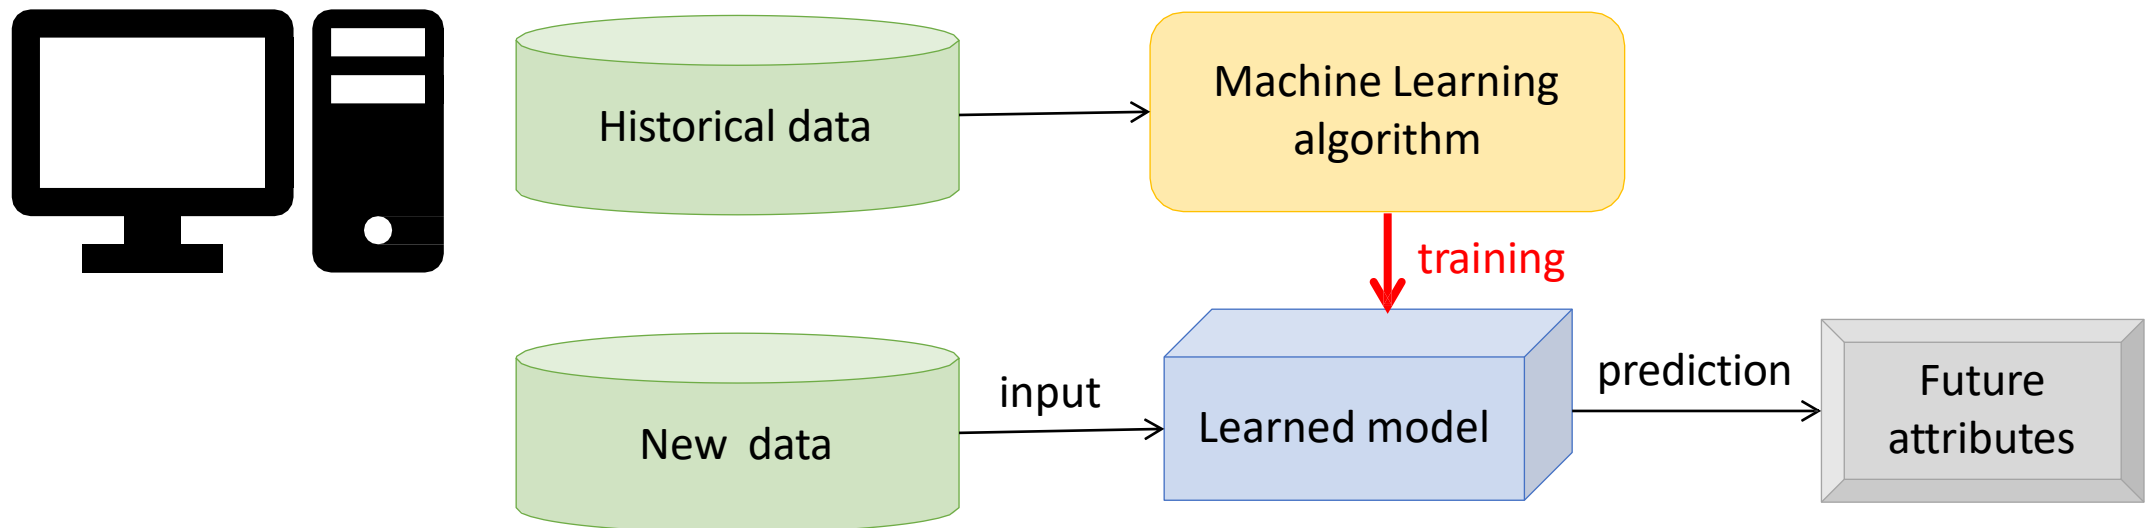 Historical data
Machine Learning
algorithm
training
New  data
input
Learned model
prediction
Future
attributes